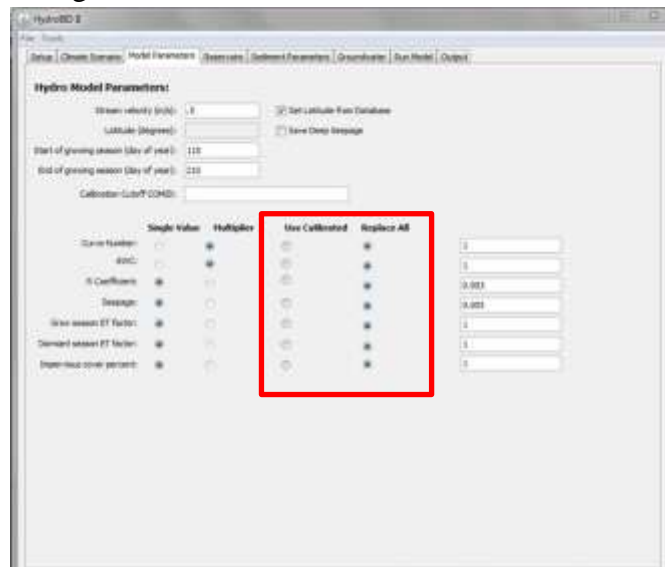 HydroBID II
File Tools
Setup Climate Scenario Model Parameters Reservoirs Sediment Parameters Groundwater Run Model Output
Hydro Model Parameters:
Stream velocity (m/s): .5 Set Latitude from Database
Latitude (degrees): Save Deep Seepage
Start of growing season (day of year): 110
End of growing season (day of year):
Calibration Cutoff COMID:
Single Value Multiplier Use Calibrated Replace All
Curve Number: 1
AWC: 1
R Coefficient: 0.003
Seepage: 0.003
Grow season ET factor: 1
Dormant season ET factor: 1
Impervious cover percent: